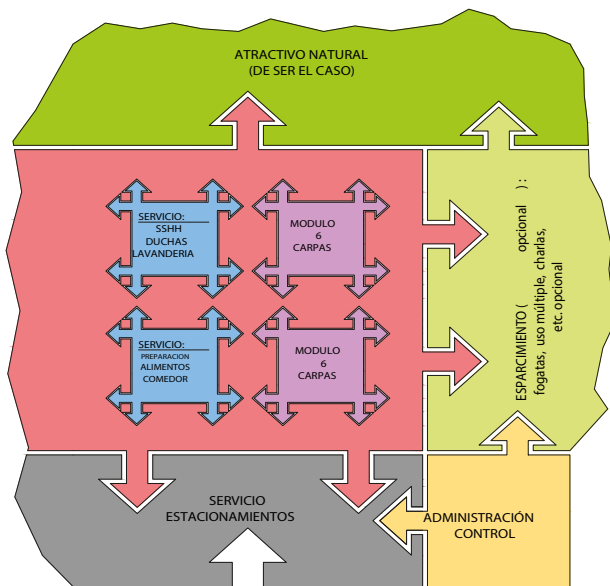 ATRACTIVO NATURAL
(DE SER EL CASO)
SERVICIO:
SSHH
DUCHAS
LAVANDERIA
MODULO
6
CARPAS
SERVICIO:
PREPARACION
ALIMENTOS
COMEDOR
MODULO
6
CARPAS
ESPARCIMIENTO ( opcional ) :
fogatas, uso múltiple, charlas,
etc. opcional
SERVICIO
ESTACIONAMIENTOS
ADMINISTRACIÓN
CONTROL